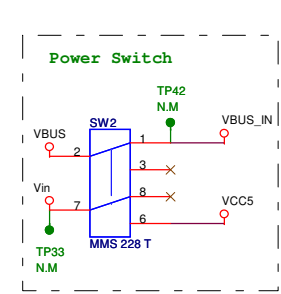 Power Switch
TP42
N.M
SW2
VBUS
VBUS_IN
1
2
3
Vin
8
VCC5
7
6
TP33
N.M
MMS 228 T